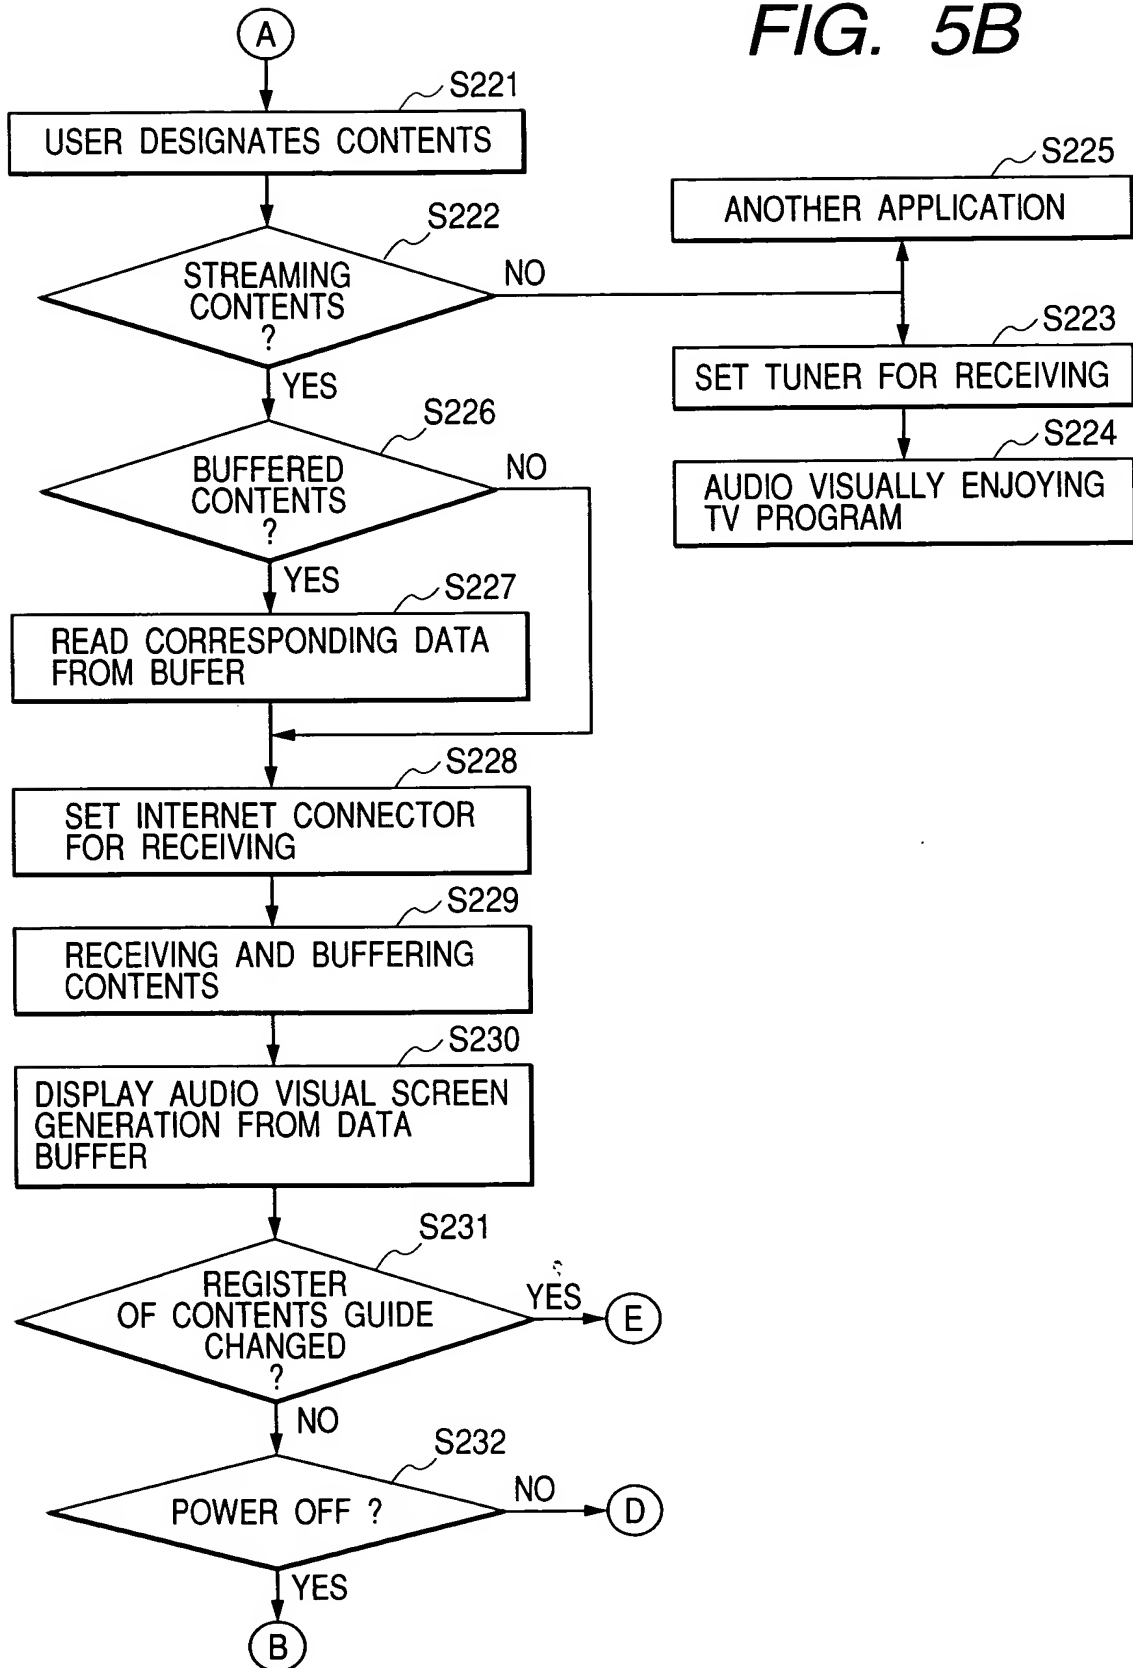 FIG. 5B
A
S221
USER DESIGNATES CONTENTS
S222
STREAMING
CONTENTS
?
NO
YES
S225
ANOTHER APPLICATION
S223
SET TUNER FOR RECEIVING
S224
AUDIO VISUALLY ENJOYING
TV PROGRAM
S226
BUFFERED
CONTENTS
?
NO
YES
S227
READ CORRESPONDING DATA
FROM BUFER
S228
SET INTERNET CONNECTOR
FOR RECEIVING
S229
RECEIVING AND BUFFERING
CONTENTS
S230
DISPLAY AUDIO VISUAL SCREEN
GENERATION FROM DATA
BUFFER
S231
REGISTER
OF CONTENTS GUIDE
CHANGED
?
YES
E
NO
S232
POWER OFF ?
NO
D
YES
B